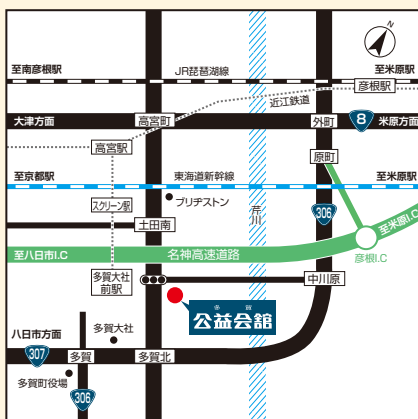 N
至南彦根駅
JR琵琶湖線
至米原駅
彦根駅
近江鉄道
大津方面
高宮町
外町
8
米原方面
高宮駅
原町
至京都駅
東海道新幹線
至米原駅
スクリーン駅
ブリヂストン
芹川
306
土田南
至米原I.C
至八日市I.C
名神高速道路
彦根I.C
多賀大社
前駅
中川原
多賀
公益会館
八日市方面
多賀大社
307
多賀
多賀北
多賀町役場
306